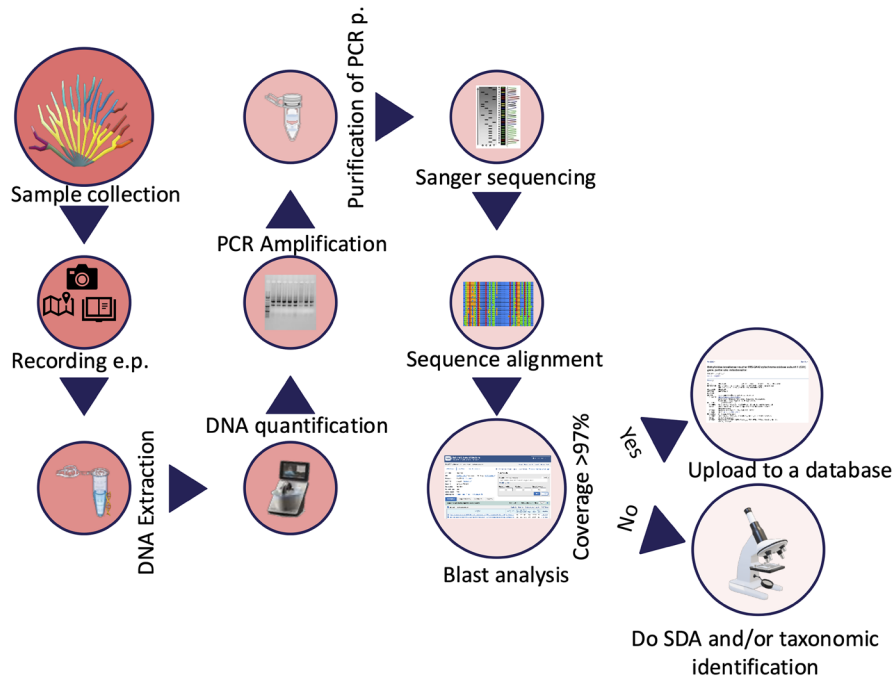 Sample collection
Recording e.p.
DNA Extraction
DNA quantification
PCR Amplification
Purification of PCR p.
Sanger sequencing
Sequence alignment
Blast analysis
Coverage >97%
Yes
Upload to a database
No
Do SDA and/or taxonomic
identification